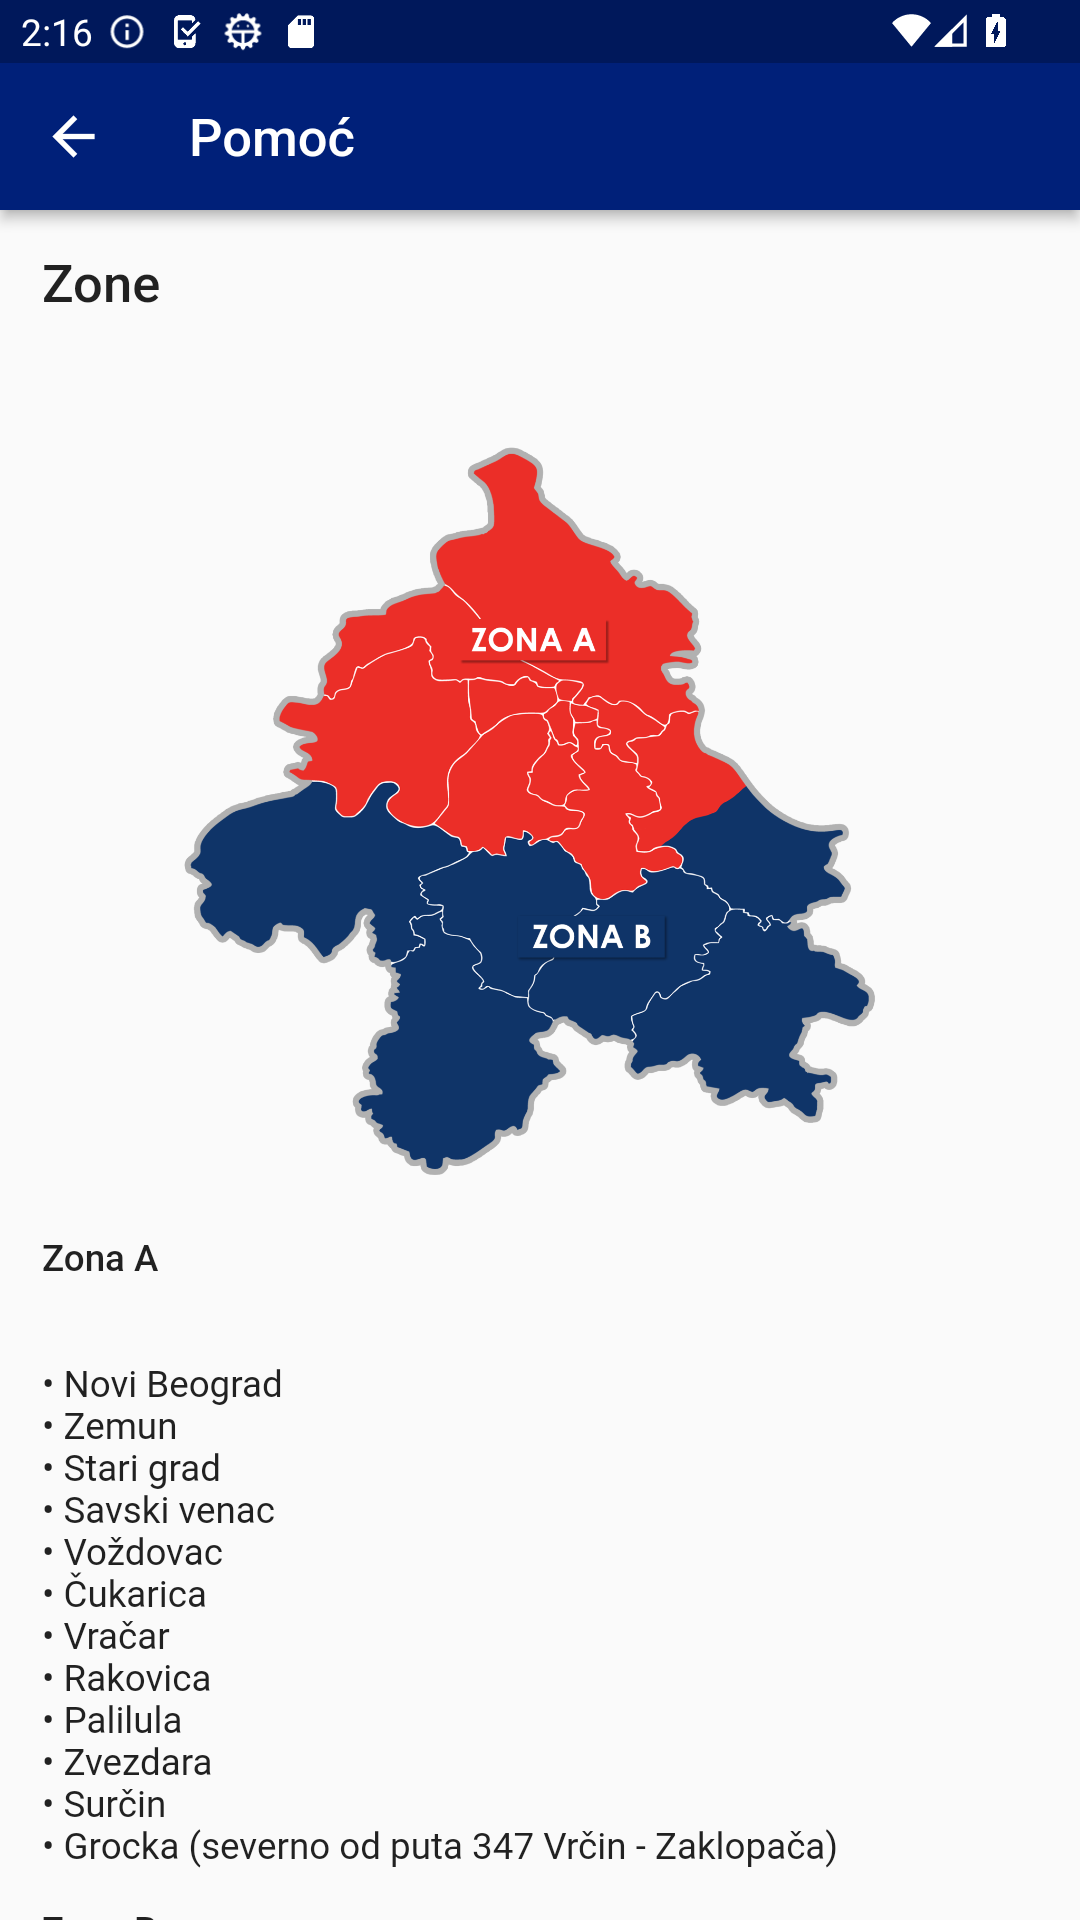 2:16
Pomoć
Zone
ZONA A
ZONA B
Zona A
• Novi Beograd
• Zemun
• Stari grad
• Savski venac
• Voždovac
• Čukarica
• Vračar
• Rakovica
• Palilula
• Zvezdara
• Surčin
• Grocka (severno od puta 347 Vrčin - Zaklopača)